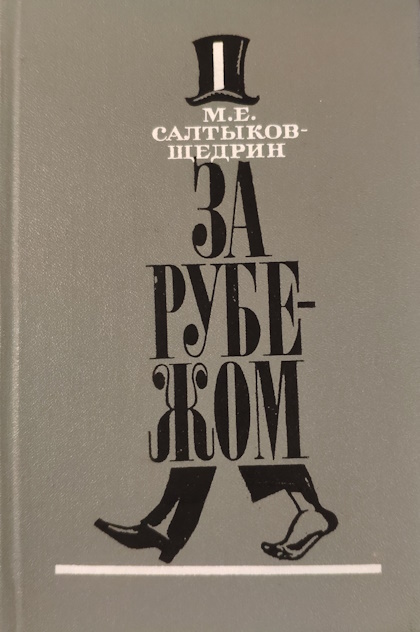 М.Е.
САЛТЫКОВ-
ЩЕДРИН
ЗА
РУБЕ-
ЖОМ